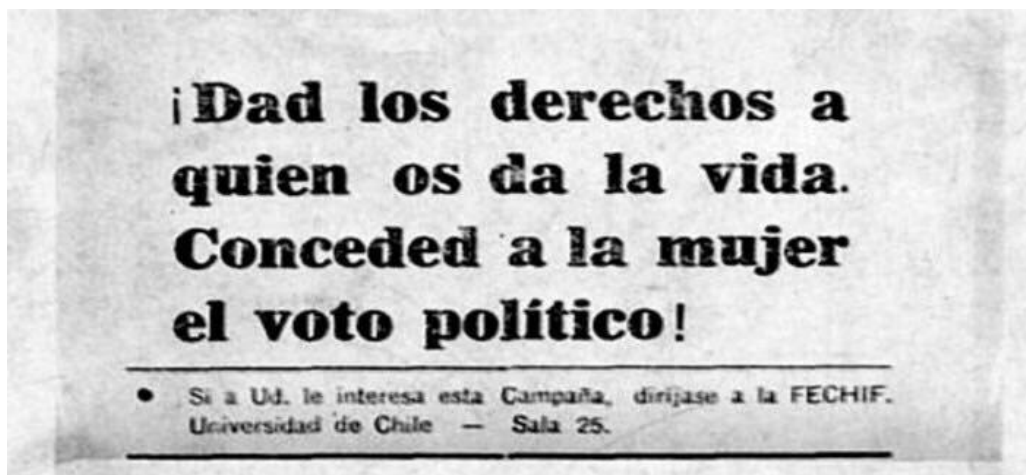 ¡Dad los derechos a
quien os da la vida.
Conceded a la mujer
el voto político!
• Si a Ud. le interesa esta Campaña, diríjase a la FECHIF.
Universidad de Chile — Sala 25.